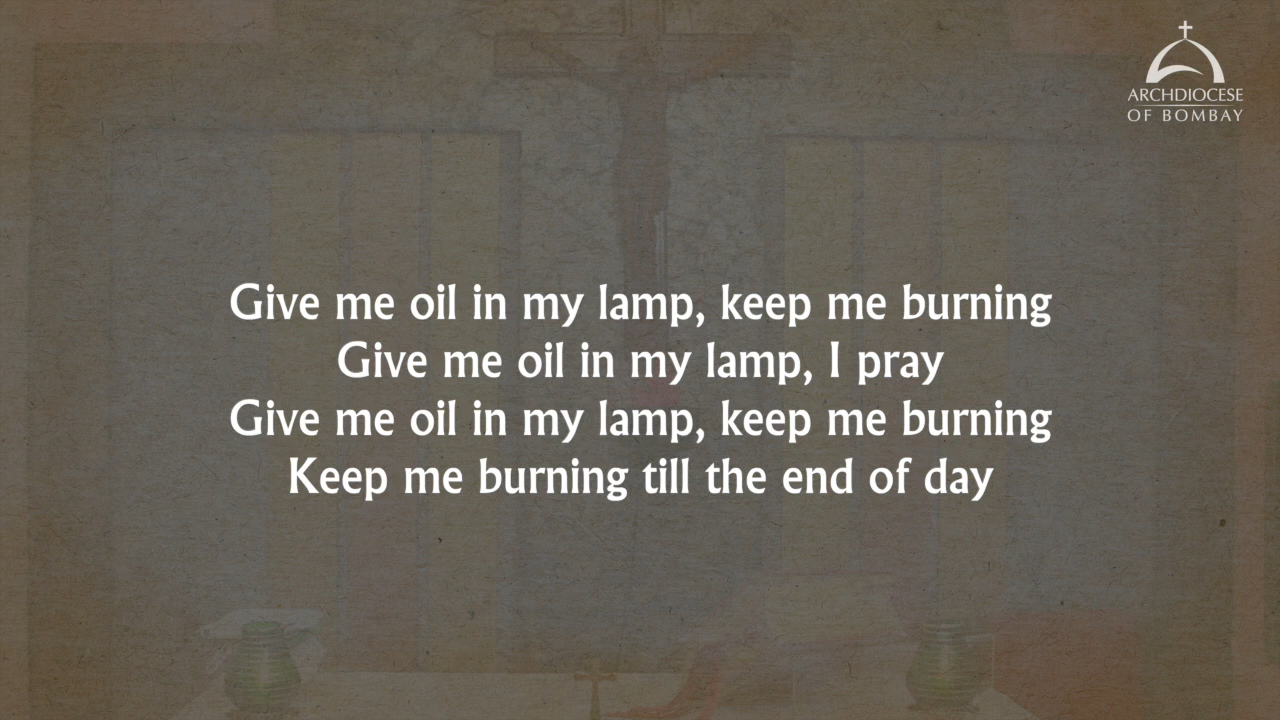 ARCHDIOCESE
OF BOMBAY
Give me oil in my lamp, keep me burning
Give me oil in my lamp, I pray
Give me oil in my lamp, keep me burning
Keep me burning till the end of day